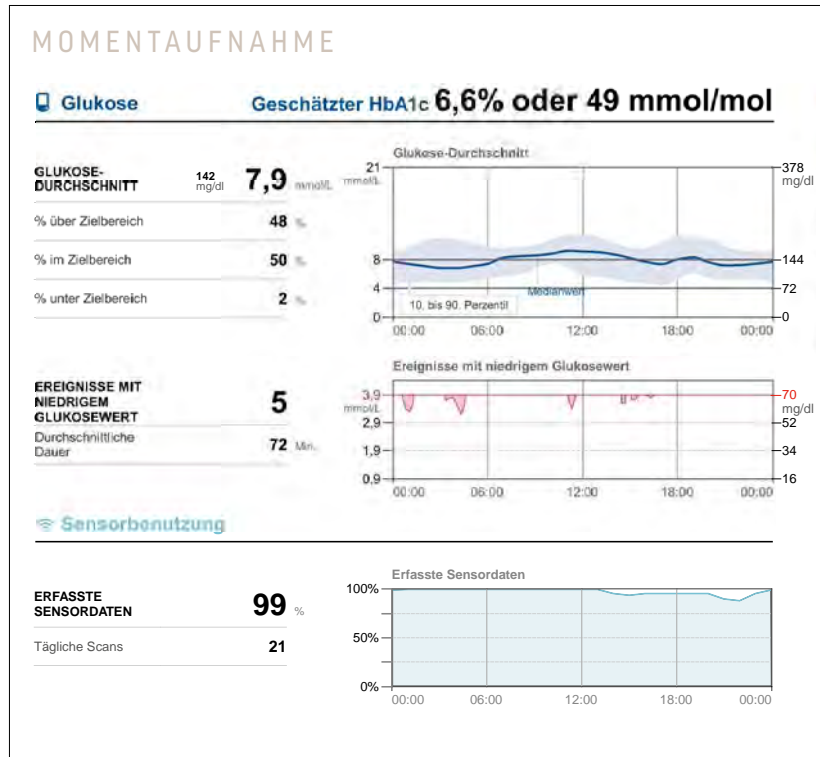 MOMENTAUFNAHME
Glukose
Geschätzter HbA1c 6,6% oder 49 mmol/mol
GLUKOSE-
DURCHSCHNITT
142
mg/dl
7,9 mmol/L
% über Zielbereich 48 %
% im Zielbereich 50 %
% unter Zielbereich 2 %
Glukose-Durchschnitt
21
mmol/L
8
4
0
378
mg/dl
144
72
0
Medianwert
10. bis 90. Perzentil
00:00 06:00 12:00 18:00 00:00
EREIGNISSE MIT
NIEDRIGEM
GLUKOSEWERT
5
Durchschnittliche
Dauer
72 Min.
Ereignisse mit niedrigem Glukosewert
3,9
mmol/L
2,9
1,9
0,9
70
mg/dl
52
34
16
00:00 06:00 12:00 18:00 00:00
Sensorbenutzung
ERFASSTE
SENSORDATEN
99 %
Tägliche Scans 21
Erfasste Sensordaten
100%
50%
0%
00:00 06:00 12:00 18:00 00:00